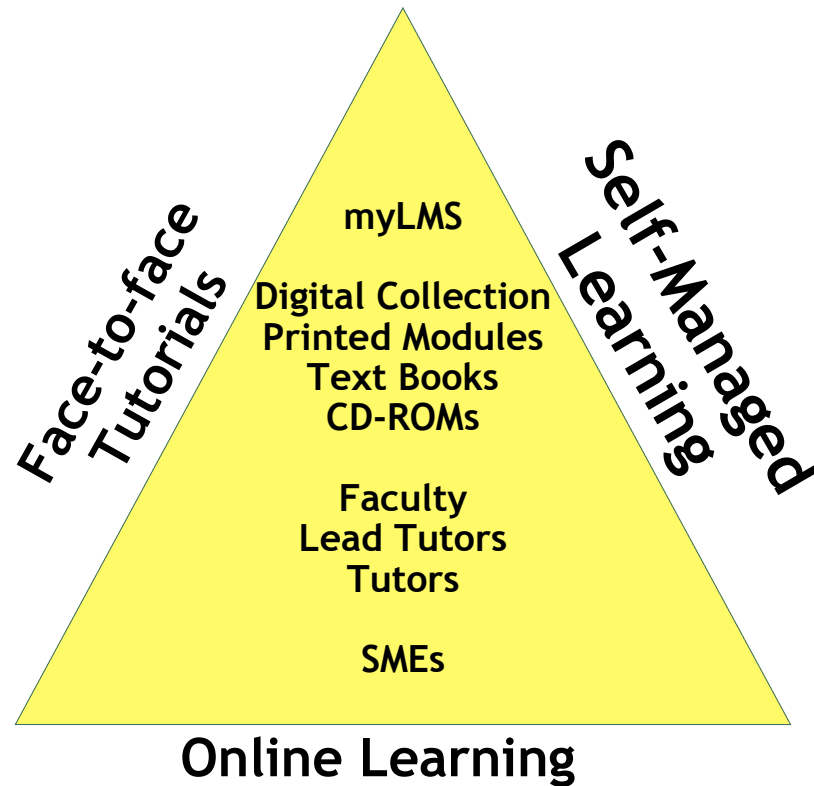 Face-to-face
Tutorials
Self-Managed
Learning
myLMS
Digital Collection
Printed Modules
Text Books
CD-ROMs
Faculty
Lead Tutors
Tutors
SMEs
Online Learning